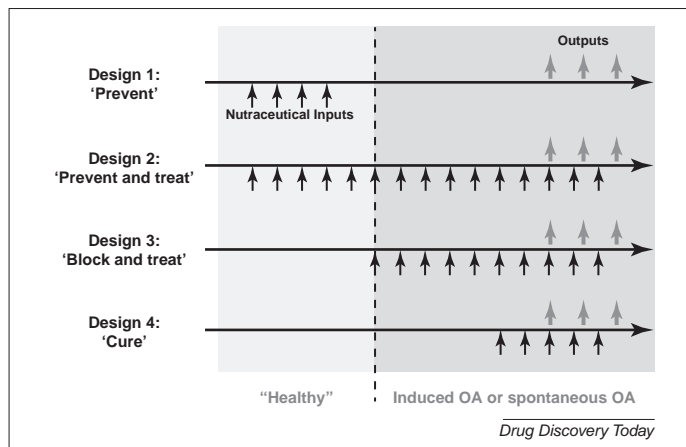 Outputs
Design 1:
'Prevent'
Nutraceutical Inputs
Design 2:
'Prevent and treat'
Design 3:
'Block and treat'
Design 4:
'Cure'
“Healthy”
Induced OA or spontaneous OA
Drug Discovery Today